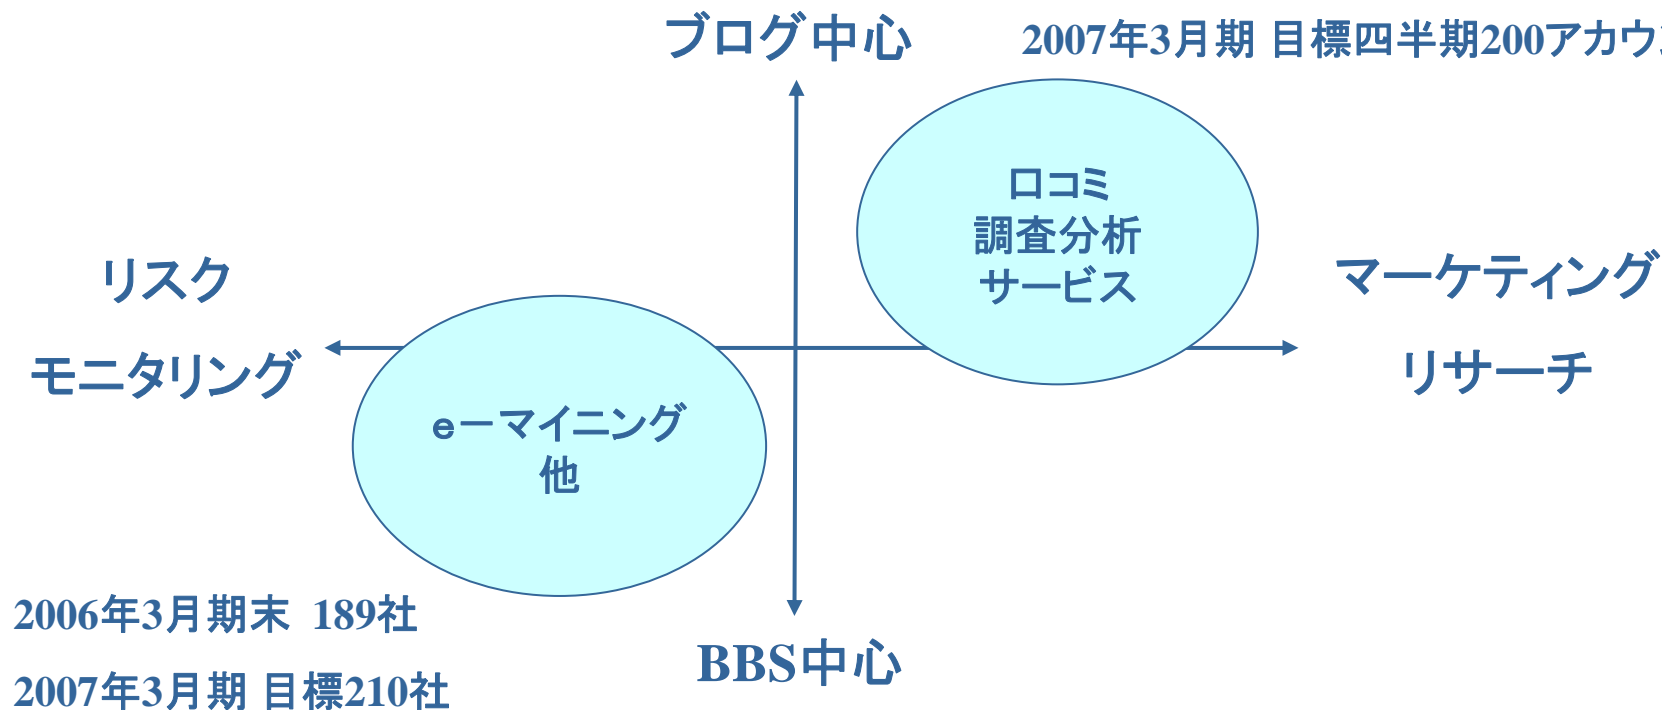 ブログ中心
2007年3月期 目標四半期200アカウ
口コミ
調査分析
サービス
リスク
モニタリング
マーケティング
リサーチ
e－マイニング
他
2006年3月期末 189社
2007年3月期 目標210社
BBS中心